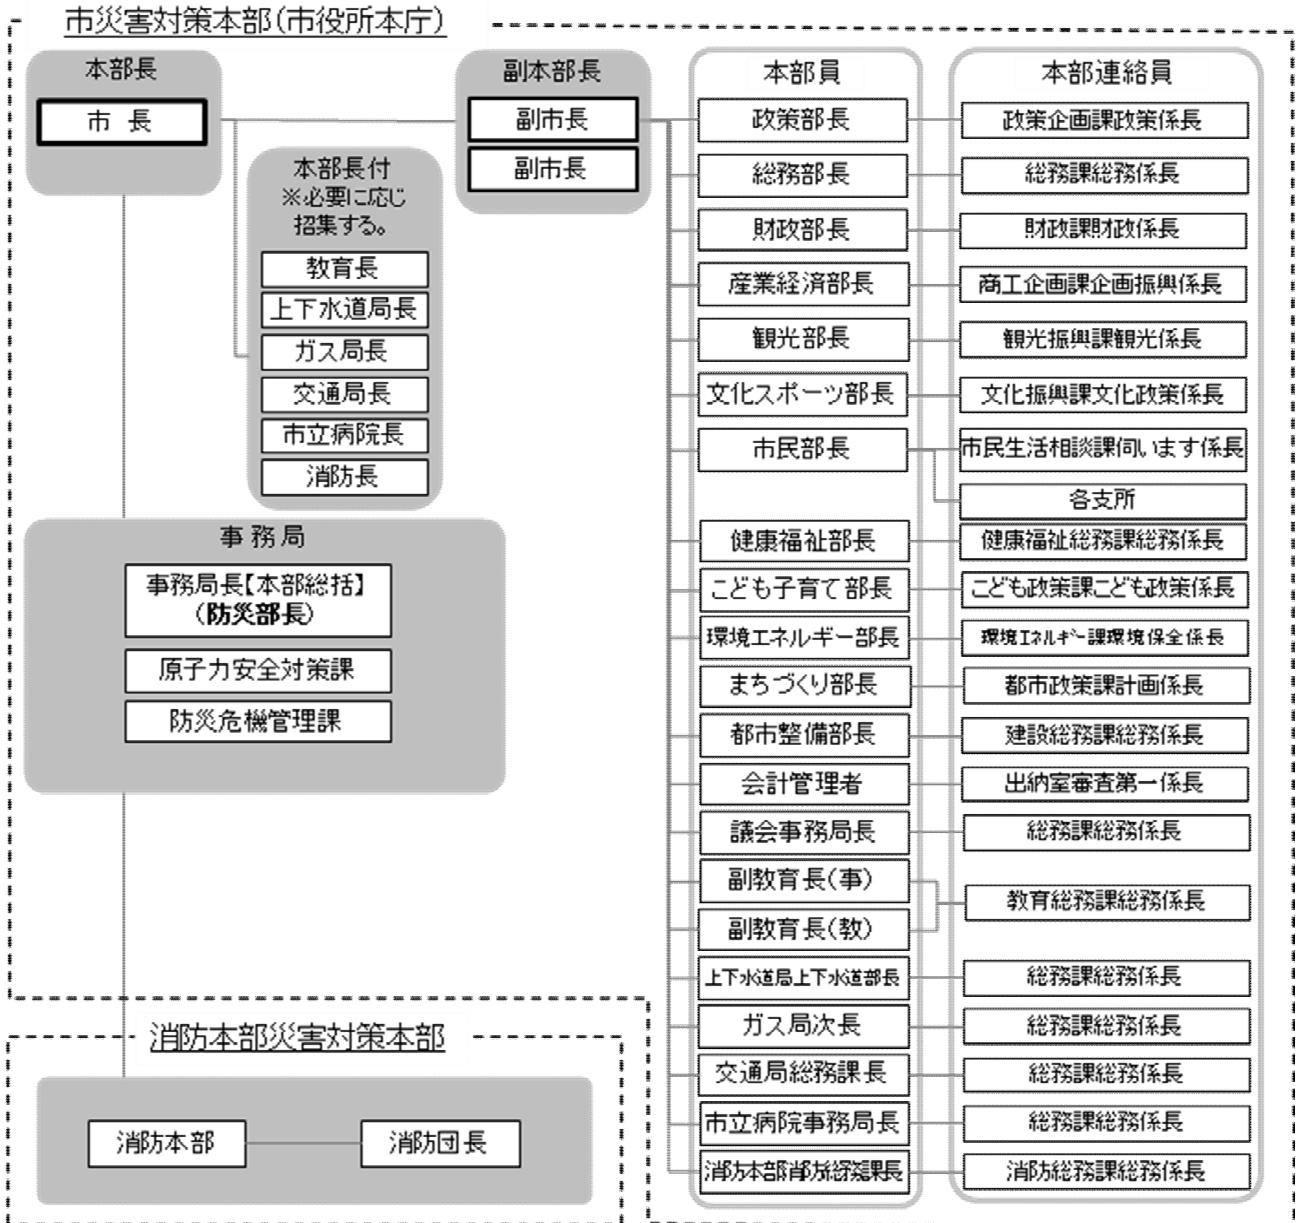 市災害対策本部(市役所本庁)
本部長
市 長
副本部長
副市長
副市長
本部長付
※必要に応じ
招集する。
教育長
上下水道局長
ガス局長
交通局長
市立病院長
消防長
事務局
事務局長【本部総括】
(防災部長)
原子力安全対策課
防災危機管理課
本部員
本部連絡員
政策部長
政策企画課政策係長
総務部長
総務課総務係長
財政部長
財政課財政係長
産業経済部長
商工企画課企画振興係長
観光部長
観光振興課観光係長
文化スポーツ部長
文化振興課文化政策係長
市民部長
市民生活相談課伺います係長
各支所
健康福祉部長
健康福祉総務課総務係長
こども子育て部長
こども政策課こども政策係長
環境エネルギー部長
環境エネルギー課環境保全係長
まちづくり部長
都市政策課計画係長
都市整備部長
建設総務課総務係長
会計管理者
出納室審査第一係長
議会事務局長
総務課総務係長
副教育長(事)
副教育長(教)
教育総務課総務係長
上下水道局上下水道部長
総務課総務係長
ガス局次長
総務課総務係長
交通局総務課長
総務課総務係長
市立病院事務局長
総務課総務係長
消防本部消防総務課長
消防総務課総務係長
消防本部災害対策本部
消防本部
消防団長